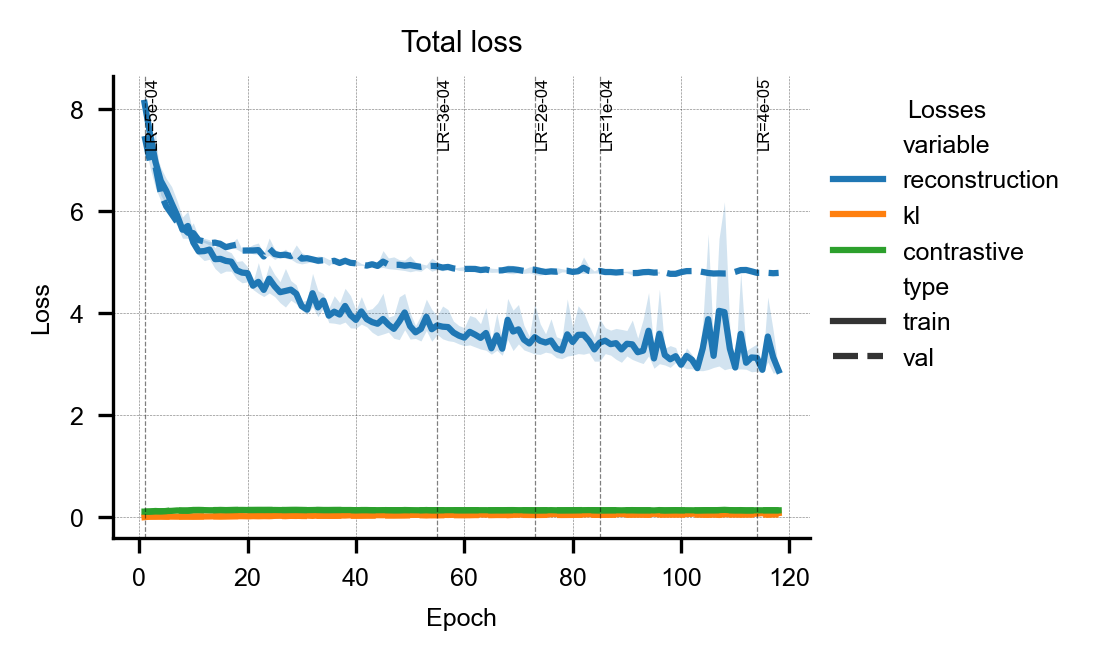 Total loss
LR=5e-04
LR=3e-04
LR=2e-04
LR=1e-04
LR=4e-05
Loss
8
6
4
2
0
0 20 40 60 80 100 120
Epoch
Losses
variable
reconstruction
kl
contrastive
type
train
val